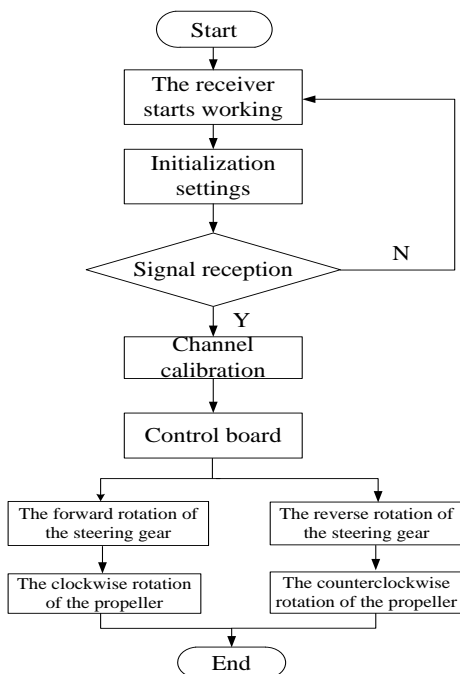 Start
The receiver
starts working
Initialization
settings
Signal reception
N
Y
Channel
calibration
Control board
The forward rotation of
the steering gear
The reverse rotation of
the steering gear
The clockwise rotation
of the propeller
The counterclockwise
rotation of the propeller
End